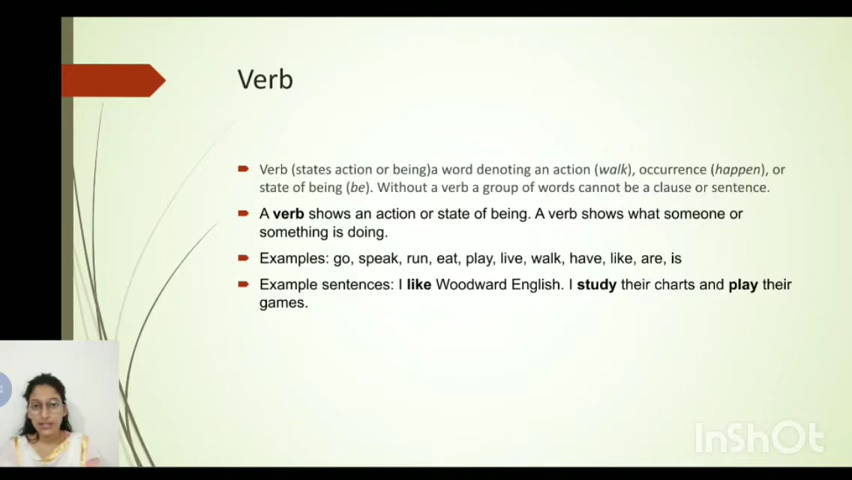 Verb
Verb (states action or being)a word denoting an action (walk), occurrence (happen), or
state of being (be). Without a verb a group of words cannot be a clause or sentence.
A verb shows an action or state of being. A verb shows what someone or
something is doing.
Examples: go, speak, run, eat, play, live, walk, have, like, are, is
Example sentences: I like Woodward English. I study their charts and play their
games.
InShOt